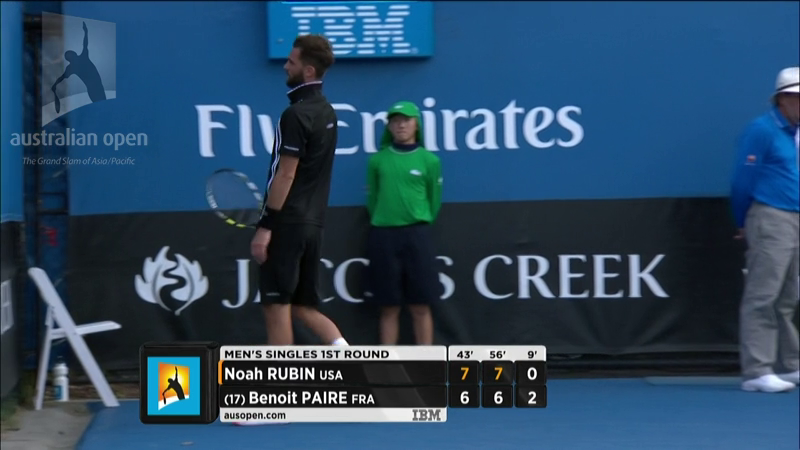 IBM
australian open
The Grand Slam of Asia/Pacific
Fly Emirates
JACOB'S CREEK
MEN'S SINGLES 1ST ROUND 43' 56' 9'
Noah RUBIN USA 7 7 0
(17) Benoit PAIRE FRA 6 6 2
ausopen.com IBM